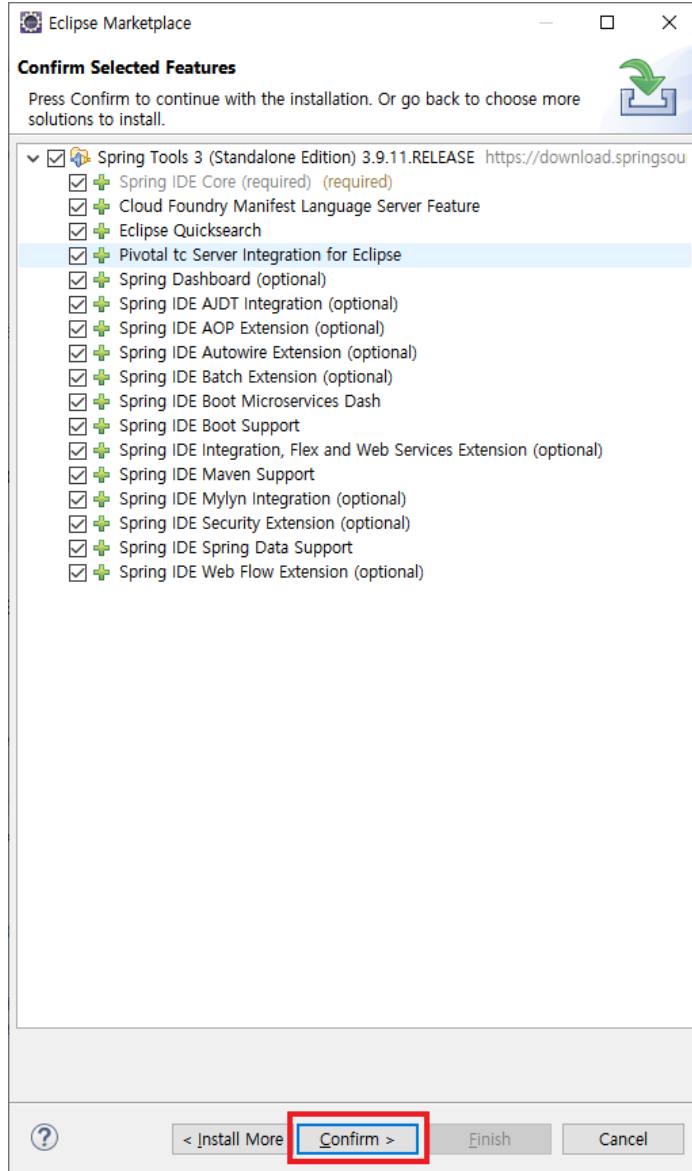 Eclipse Marketplace
Confirm Selected Features
Press Confirm to continue with the installation. Or go back to choose more
solutions to install.
Spring Tools 3 (Standalone Edition) 3.9.11.RELEASE https://download.springsou
Spring IDE Core (required) (required)
Cloud Foundry Manifest Language Server Feature
Eclipse Quicksearch
Pivotal tc Server Integration for Eclipse
Spring Dashboard (optional)
Spring IDE AJDT Integration (optional)
Spring IDE AOP Extension (optional)
Spring IDE Autowire Extension (optional)
Spring IDE Batch Extension (optional)
Spring IDE Boot Microservices Dash
Spring IDE Boot Support
Spring IDE Integration, Flex and Web Services Extension (optional)
Spring IDE Maven Support
Spring IDE Mylyn Integration (optional)
Spring IDE Security Extension (optional)
Spring IDE Spring Data Support
Spring IDE Web Flow Extension (optional)
? < Install More Confirm > Finish Cancel